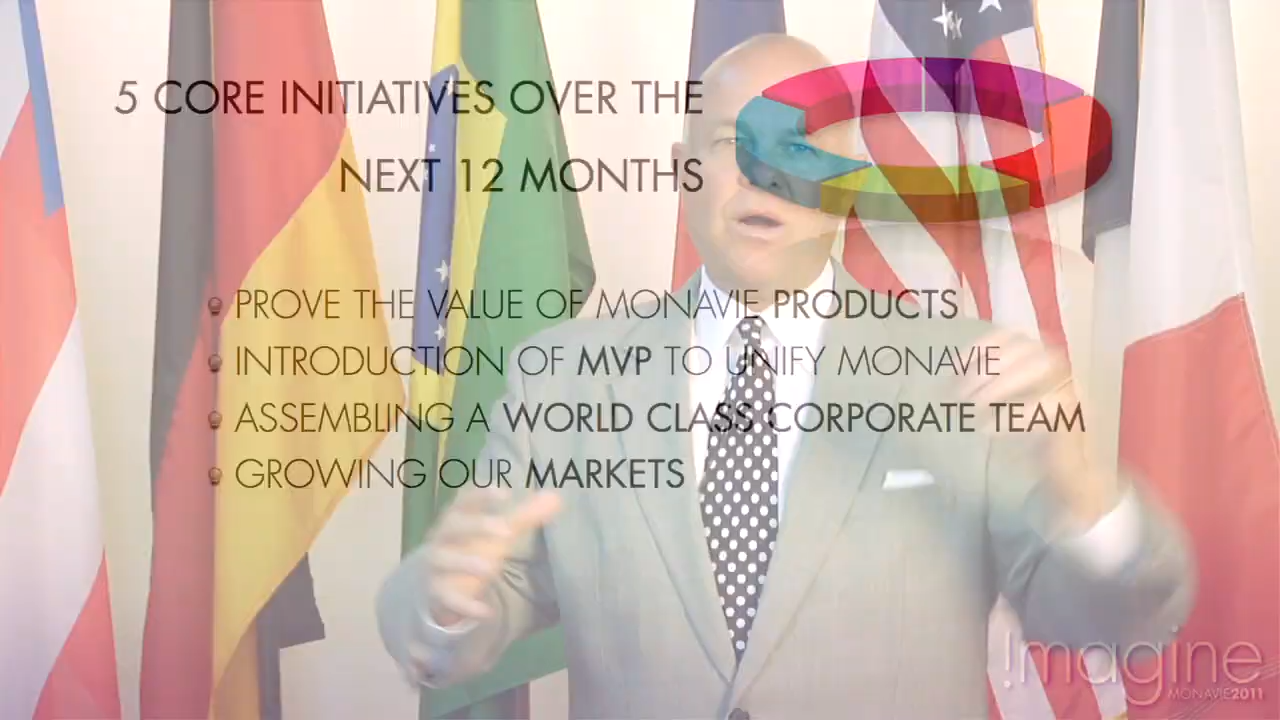 5 CORE INITIATIVES OVER THE
NEXT 12 MONTHS
PROVE THE VALUE OF MONAVIE PRODUCTS
INTRODUCTION OF MVP TO UNIFY MONAVIE
ASSEMBLING A WORLD CLASS CORPORATE TEAM
GROWING OUR MARKETS
!magine
MONAVIE2011